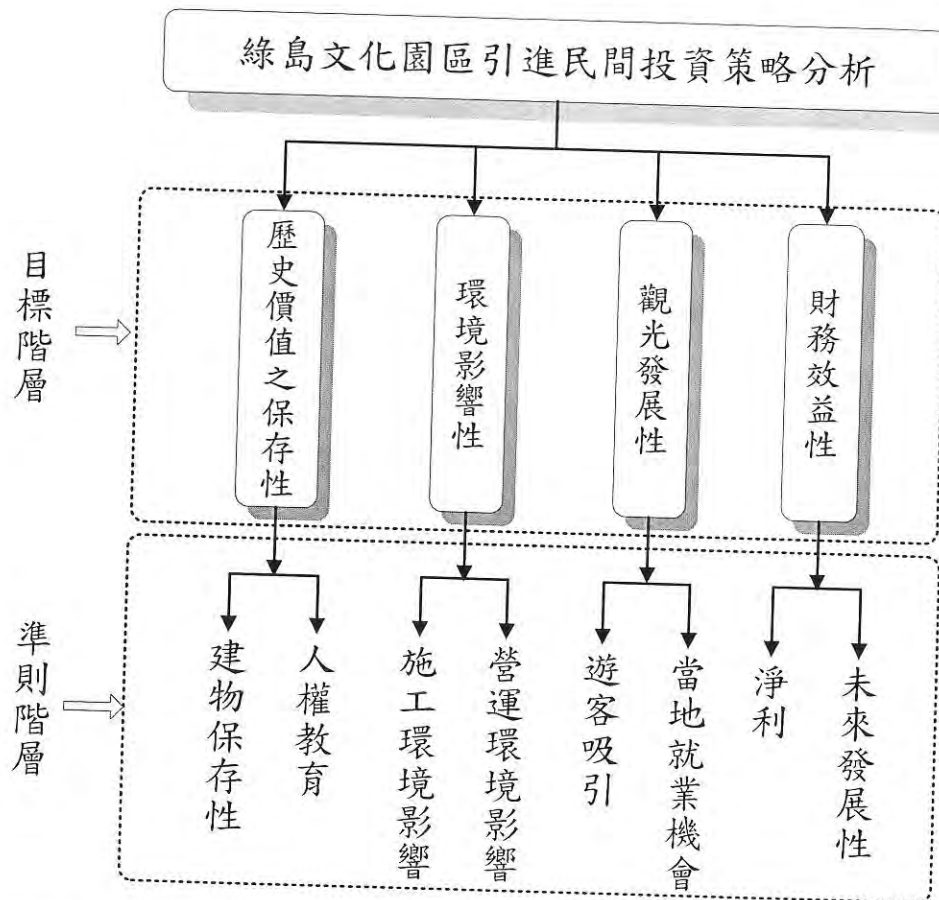 綠島文化園區引進民間投資策略分析
目標階層
歷史價值之保存性
環境影響性
觀光發展性
財務效益性
準則階層
建物保存性
人權教育
施工環境影響
營運環境影響
遊客吸引
當地就業機會
淨利
未來發展性